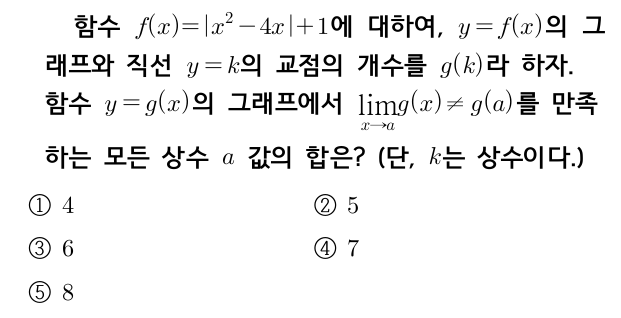 함수 f(x)=|x²-4x|+1에 대하여, y=f(x)의 그
래프와 직선 y=k의 교점의 개수를 g(k)라 하자.
함수 y=g(x)의 그래프에서 lim_{x→a} g(x)≠g(a)를 만족
하는 모든 상수 a 값의 합은? (단, k는 상수이다.)
① 4 ② 5
③ 6 ④ 7
⑤ 8